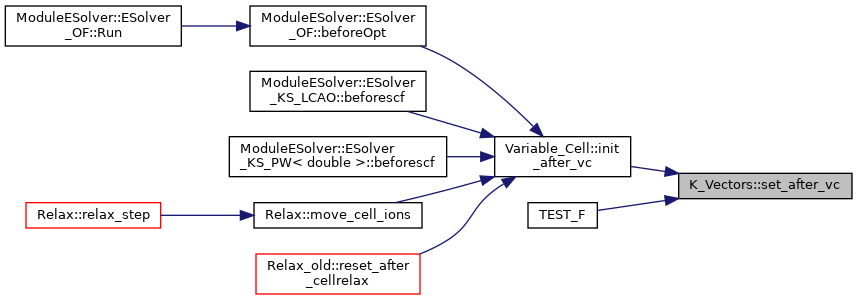 ModuleESolver::ESolver
_OF::Run
ModuleESolver::ESolver
_OF::beforeOpt
ModuleESolver::ESolver
_KS_LCAO::beforescf
ModuleESolver::ESolver
_KS_PW< double >::beforescf
Variable_Cell::init
_after_vc
K_Vectors::set_after_vc
Relax::relax_step
Relax::move_cell_ions
TEST_F
Relax_old::reset_after
_cellrelax